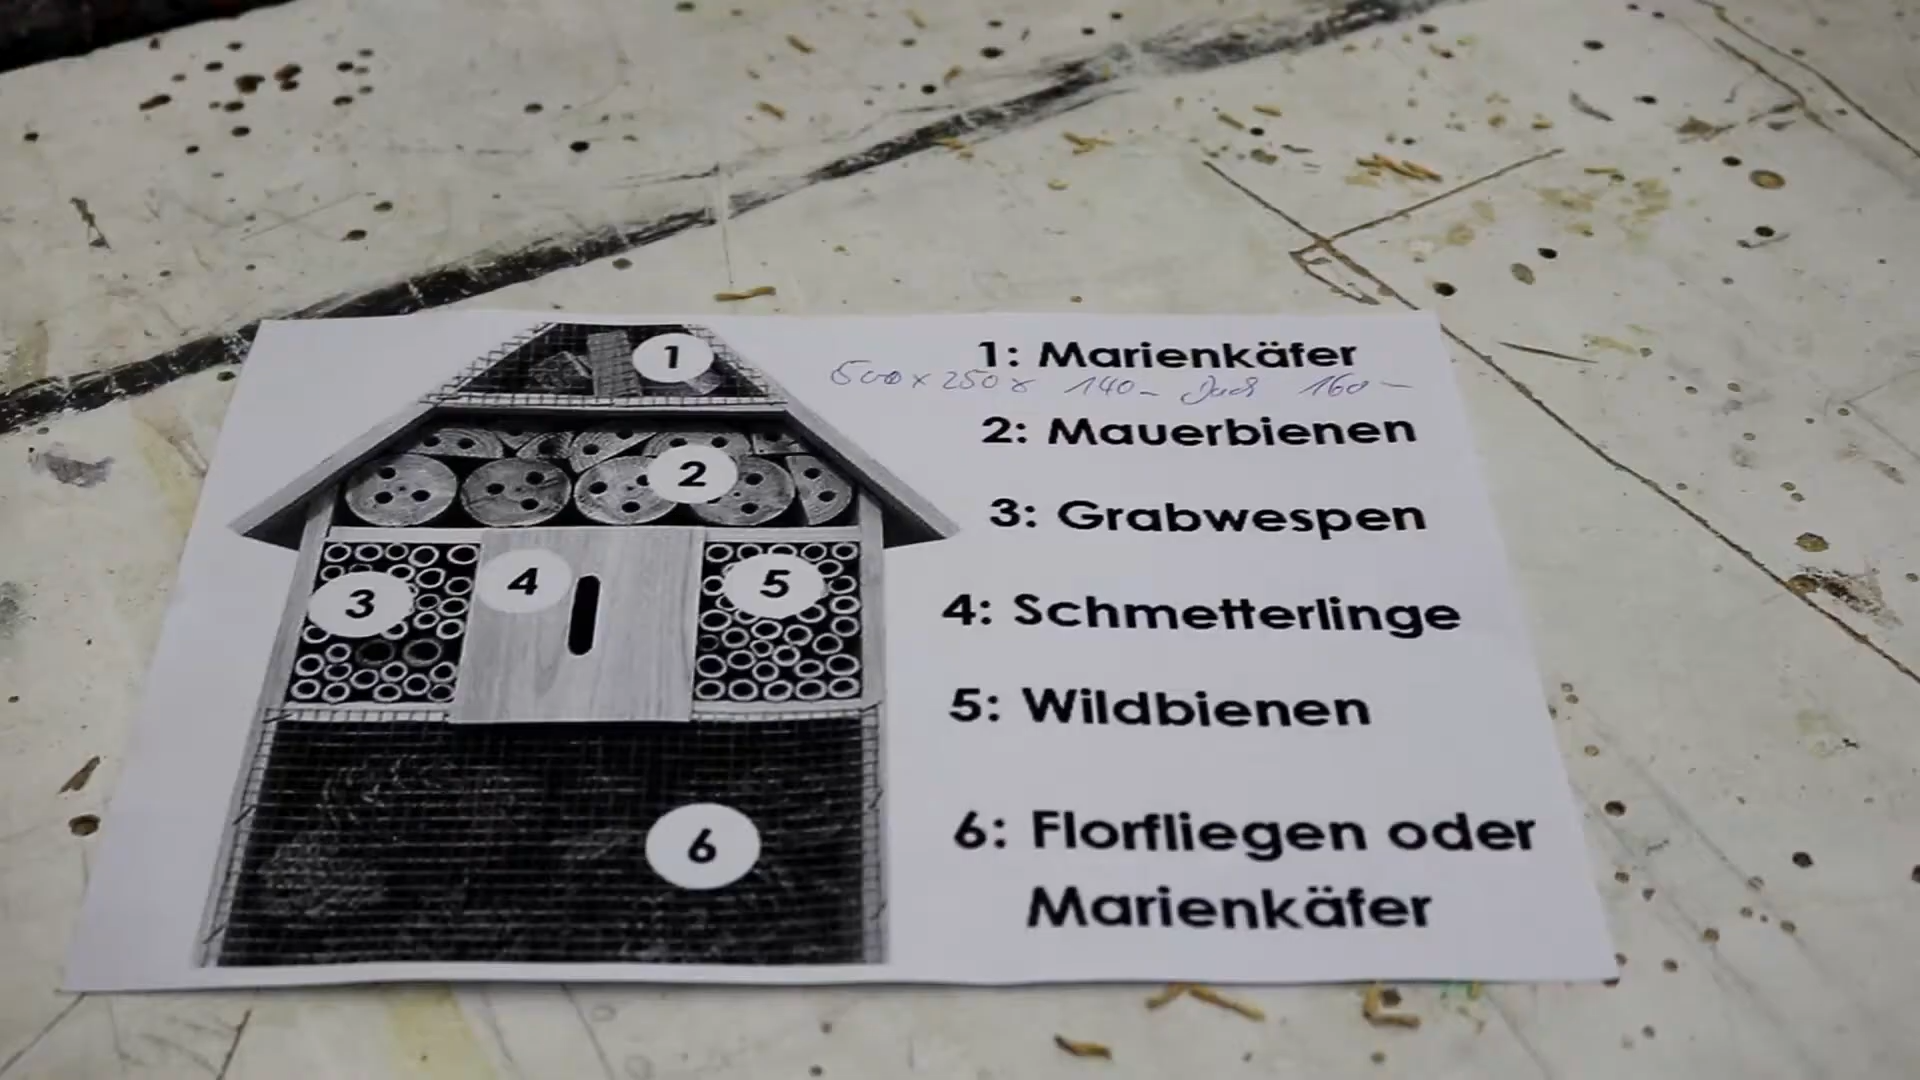 1
2
3
4
5
6
1: Marienkäfer
500 x 250 x 140 - Dach 160 -
2: Mauerbienen
3: Grabwespen
4: Schmetterlinge
5: Wildbienen
6: Florfliegen oder
Marienkäfer